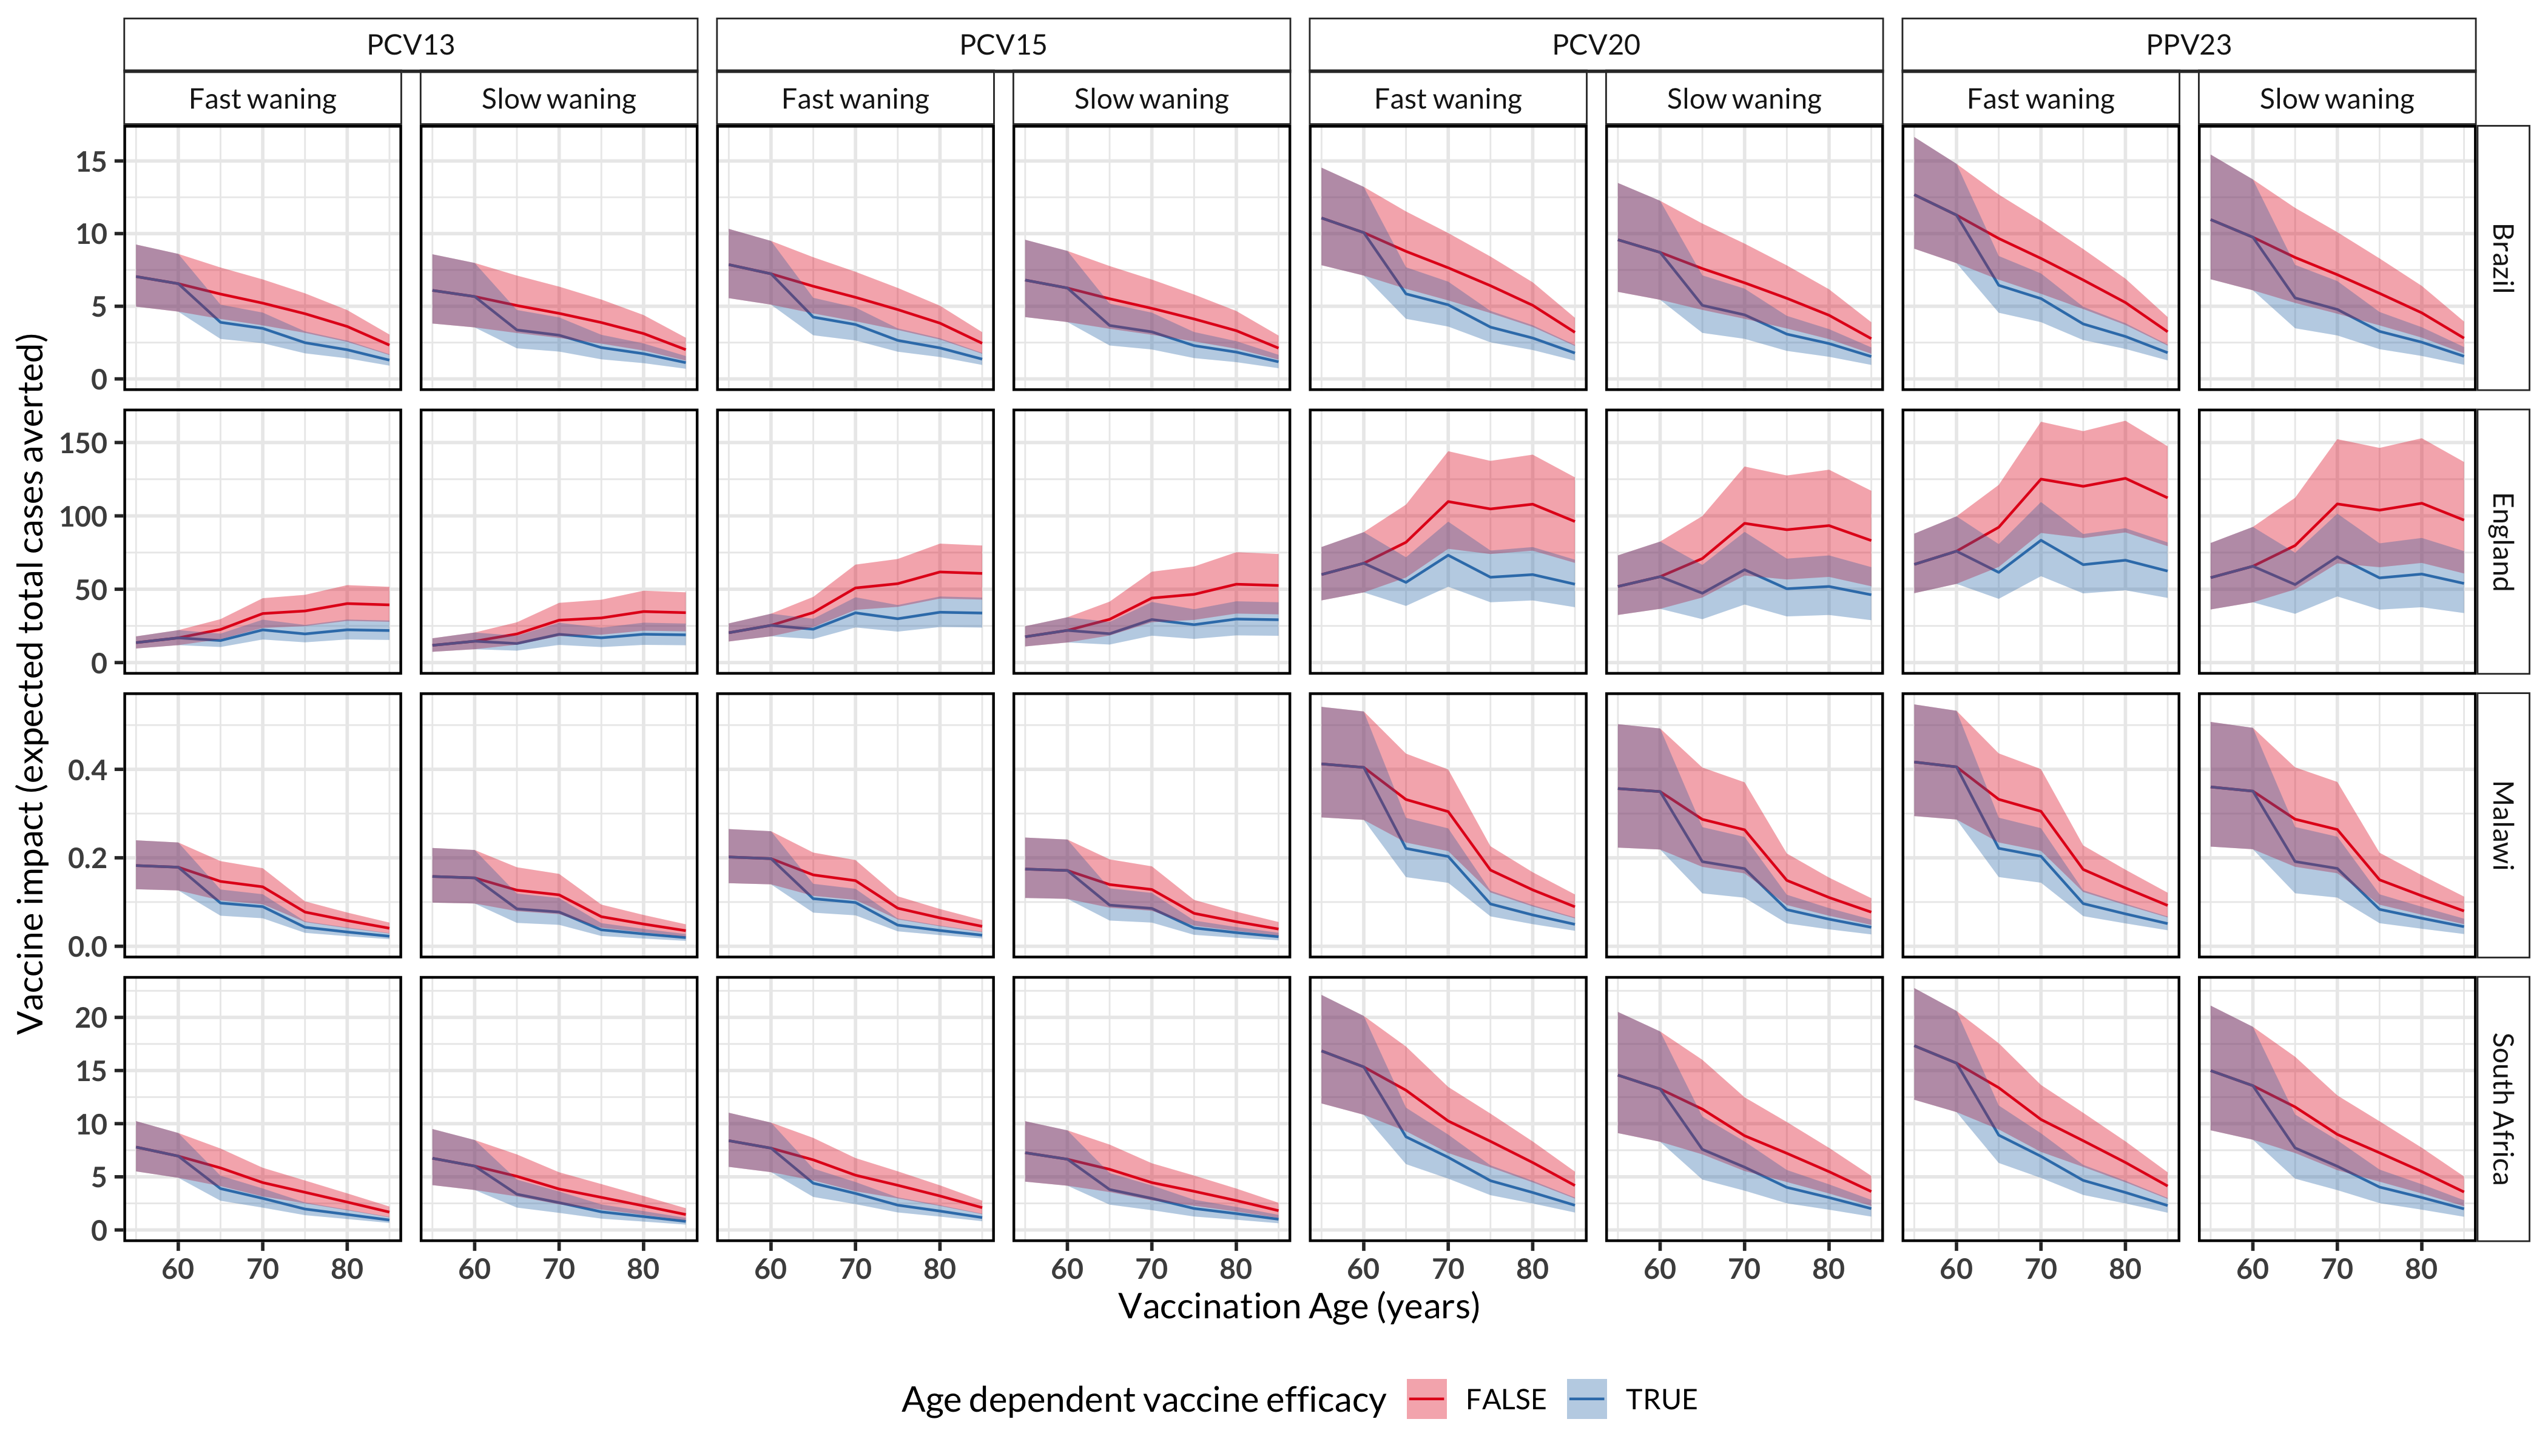 PCV13 PCV15 PCV20 PPV23
Fast waning Slow waning Fast waning Slow waning Fast waning Slow waning Fast waning Slow waning
15
10
5
0
Brazil
150
100
50
0
England
0.4
0.2
0.0
Malawi
20
15
10
5
0
South Africa
Vaccine impact (expected total cases averted)
60 70 80 60 70 80 60 70 80 60 70 80 60 70 80 60 70 80 60 70 80 60 70 80
Vaccination Age (years)
Age dependent vaccine efficacy FALSE TRUE